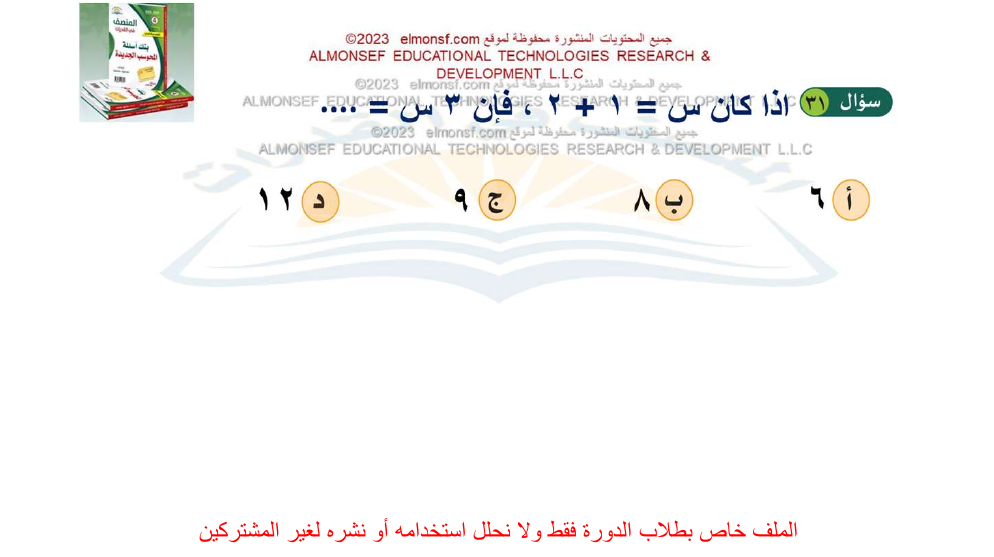 المنصف
في القدرات
بنك أسئلة
المحوسب الجديدة
جميع المحتويات المنشورة محفوظة لموقع elmonsf.com ©2023
ALMONSEF EDUCATIONAL TECHNOLOGIES RESEARCH &
DEVELOPMENT L.L.C
جميع المحتويات المنشورة محفوظة لموقع elmonsf.com ©2023
ALMONSEF EDUCATIONAL TECHNOLOGIES RESEARCH & DEVELOPMENT L.L.C
سؤال ٣١ اذا كان س = ١ + ٢ ، فإن ٣ س = ....
جميع المحتويات المنشورة محفوظة لموقع elmonsf.com ©2023
ALMONSEF EDUCATIONAL TECHNOLOGIES RESEARCH & DEVELOPMENT L.L.C
أ ٦ ب ٨ ج ٩ د ١٢
الملف خاص بطلاب الدورة فقط ولا نحلل استخدامه أو نشره لغير المشتركين